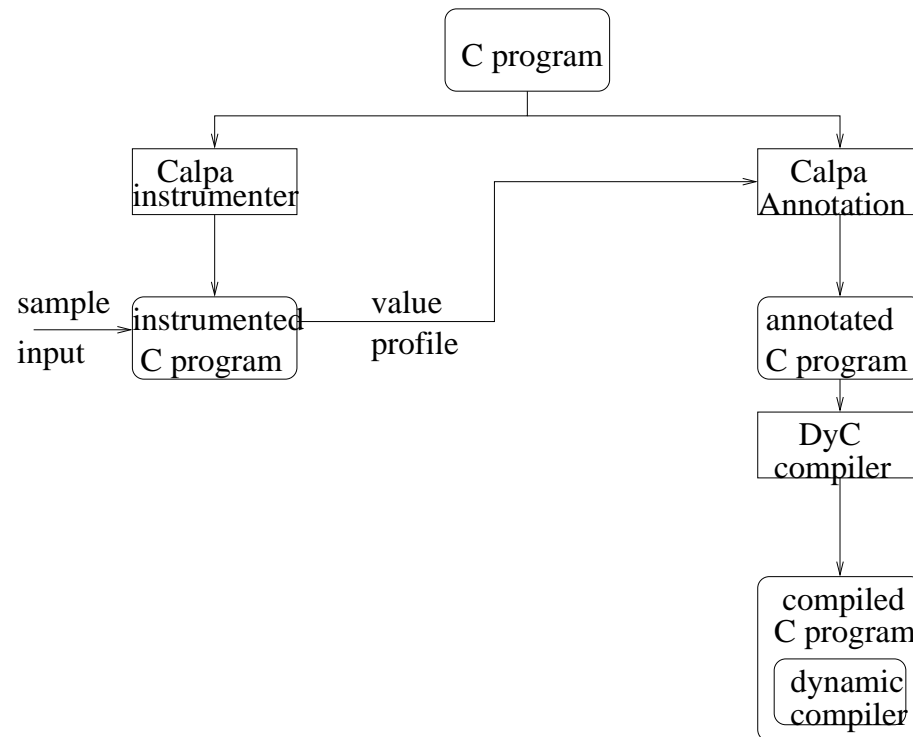 C program
Calpa
instrumenter
Calpa
Annotation
sample
input
instrumented
C program
value
profile
annotated
C program
DyC
compiler
compiled
C program
dynamic
compiler